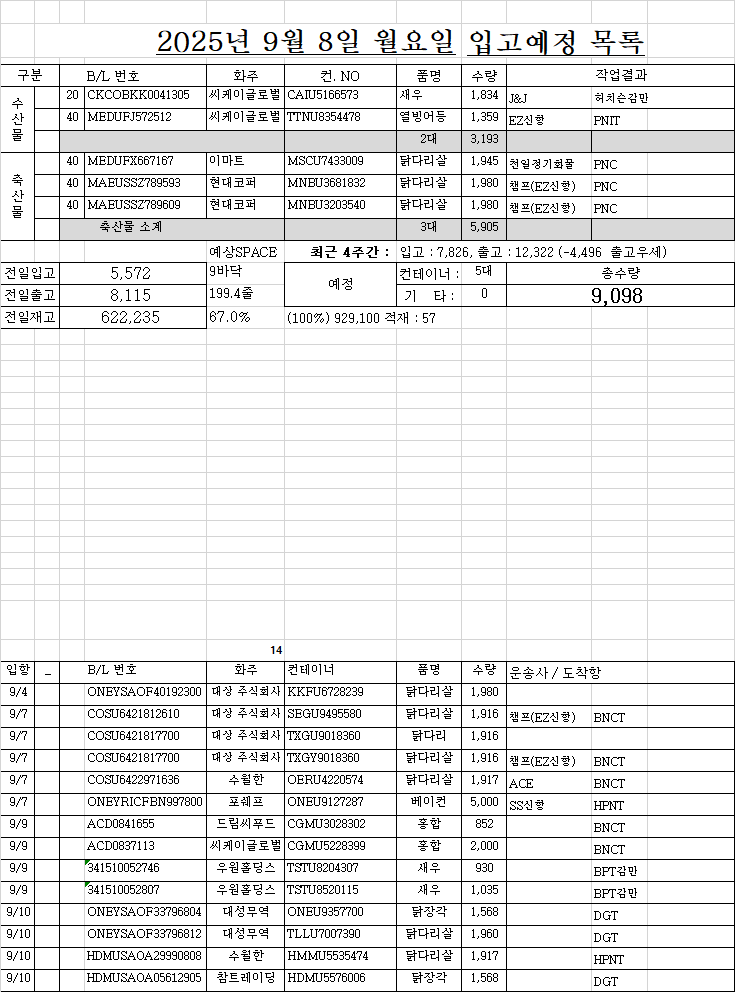 2025년 9월 8일 월요일 입고예정 목록
구분 B/L 번호 화주 컨. NO 품명 수량 작업결과
수산물
20 CKCOBKK0041305 씨케이글로벌 CAIU5166573 새우 1,834 J&J 허치슨감만
40 MEDUFJ572512 씨케이글로벌 TTNU8354478 열빙어등 1,359 EZ신항 PNIT
2대 3,193
축산물
40 MEDUFX667167 이마트 MSCU7433009 닭다리살 1,945 천일정기화물 PNC
40 MAEUSSZ789593 현대코퍼 MNBU3681832 닭다리살 1,980 캠프(EZ신항) PNC
40 MAEUSSZ789609 현대코퍼 MNBU3203540 닭다리살 1,980 캠프(EZ신항) PNC
축산물 소계 3대 5,905
예상SPACE 최근 4주간 : 입고 : 7,826, 출고 : 12,322 (-4,496 출고우세)
전일입고 5,572 9바닥 예정 컨테이너 : 5대 총수량
전일출고 8,115 199.4줄 기 타 : 0 9,098
전일재고 622,235 67.0% (100%) 929,100 적재 : 57
14
입항 _ B/L 번호 화주 컨테이너 품명 수량 운송사 / 도착항
9/4 ONEYSAOF40192300 대상 주식회사 KKFU6728239 닭다리살 1,980
9/7 COSU6421812610 대상 주식회사 SEGU9495580 닭다리살 1,916 캠프(EZ신항) BNCT
9/7 COSU6421817700 대상 주식회사 TXGU9018360 닭다리 1,916
9/7 COSU6421817700 대상 주식회사 TXGY9018360 닭다리살 1,916 캠프(EZ신항) BNCT
9/7 COSU6422971636 수월한 OERU4220574 닭다리살 1,917 ACE BNCT
9/7 ONEYRICFBN997800 포쉐프 ONEU9127287 베이컨 5,000 SS신항 HPNT
9/9 ACD0841655 드림씨푸드 CGMU3028302 홍합 852 BNCT
9/9 ACD0837113 씨케이글로벌 CGMU5228399 홍합 2,000 BNCT
9/9 341510052746 우원홀딩스 TSTU8204307 새우 930 BPT감만
9/9 341510052807 우원홀딩스 TSTU8520115 새우 1,035 BPT감만
9/10 ONEYSAOF33796804 대성무역 ONEU9357700 닭장각 1,568 DGT
9/10 ONEYSAOF33796812 대성무역 TLLU7007390 닭다리살 1,960 DGT
9/10 HDMUSAOA29990808 수월한 HMMU5535474 닭다리살 1,917 HPNT
9/10 HDMUSAOA05612905 참트레이딩 HDMU5576006 닭장각 1,568 DGT